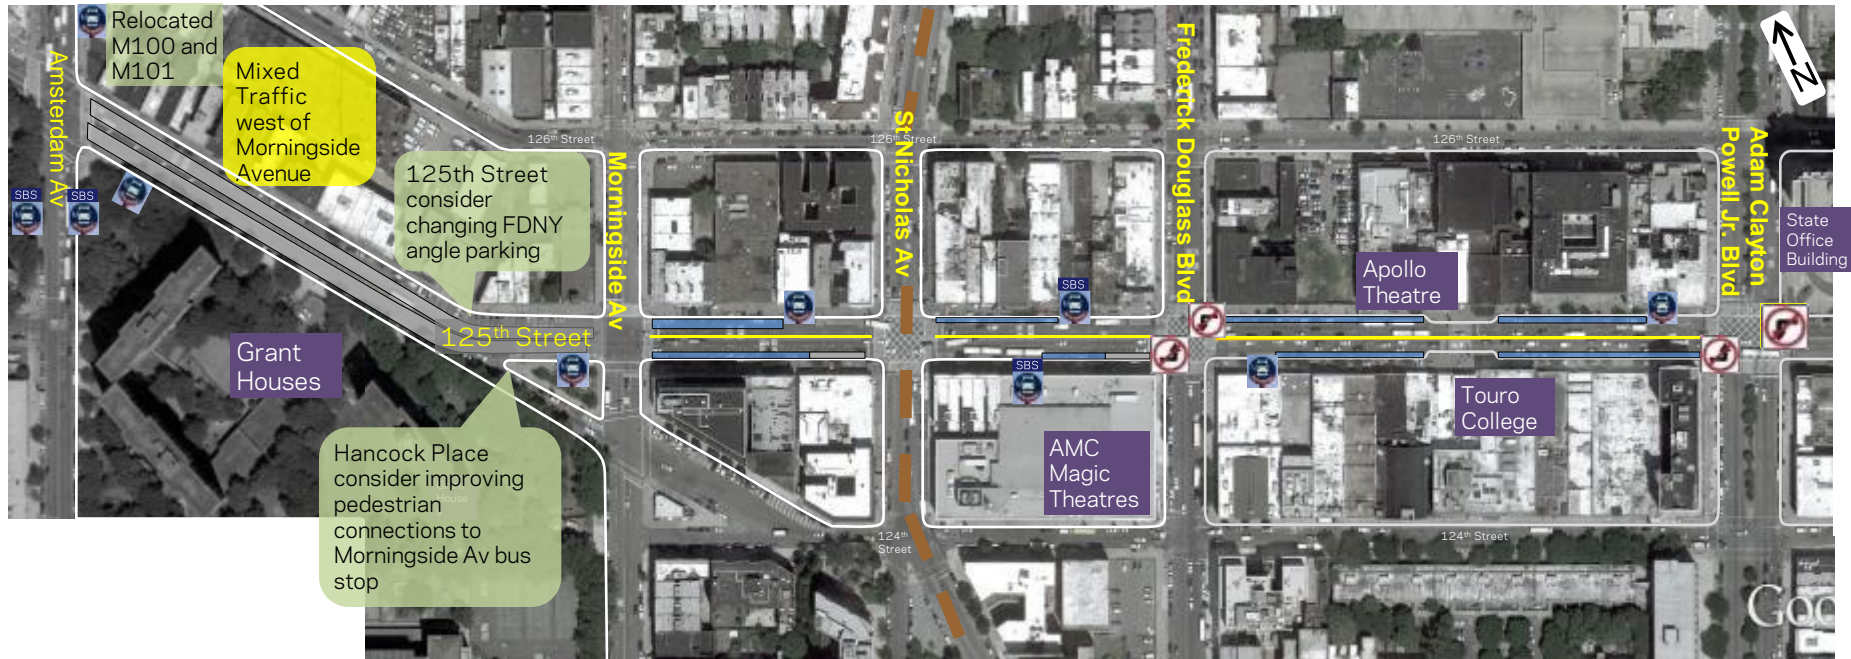 Relocated
M100 and
M101
Amsterdam Av
SBS
SBS
Mixed
Traffic
west of
Morningside
Avenue
125th Street
consider
changing FDNY
angle parking
126th Street
Morningside Av
126th Street
St Nicholas Av
Frederick Douglass Blvd
126th Street
Adam Clayton
Powell Jr. Blvd
N
State
Office
Building
Apollo
Theatre
SBS
125th Street
Grant
Houses
SBS
Touro
College
AMC
Magic
Theatres
Hancock Place
consider improving
pedestrian
connections to
Morningside Av bus
stop
House
124th
Street
124th Street
Goo